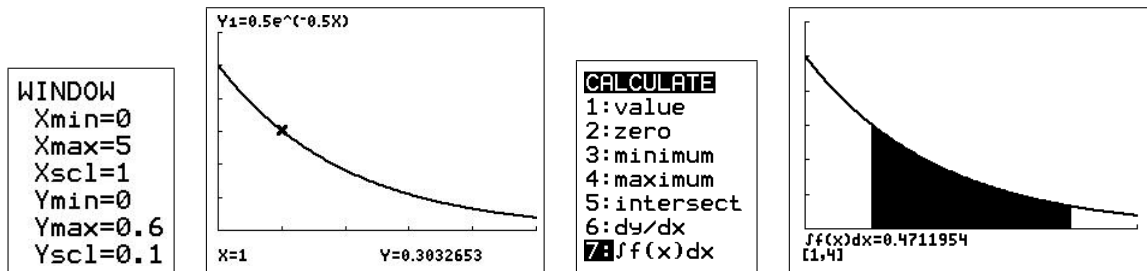 WINDOW
Xmin=0
Xmax=5
Xscl=1
Ymin=0
Ymax=0.6
Yscl=0.1
Y1=0.5e^(-0.5X)
X=1 Y=0.3032653
CALCULATE
1:value
2:zero
3:minimum
4:maximum
5:intersect
6:dy/dx
7:∫f(x)dx
∫f(x)dx=0.4711954
[1,4]